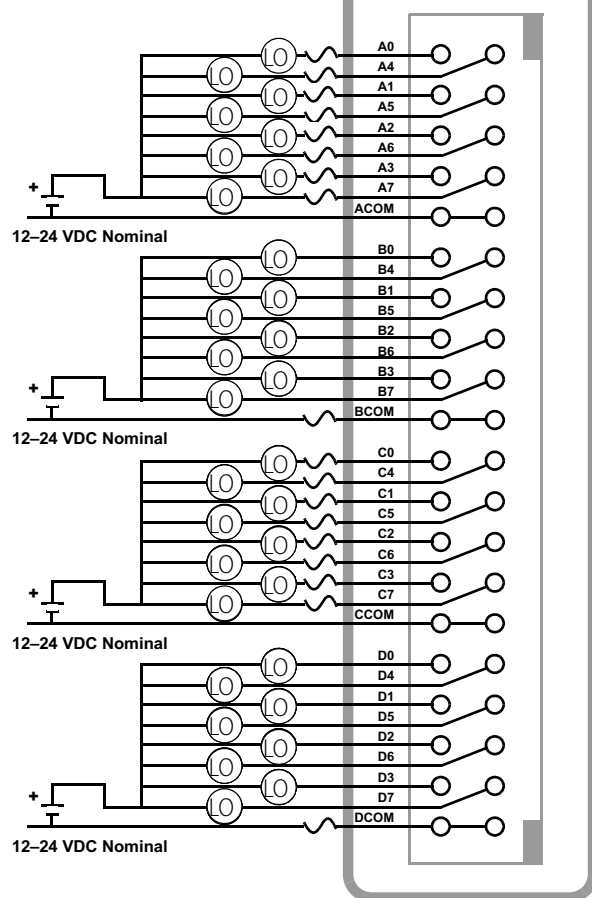 LO A0
LO A4
LO A1
LO A5
LO A2
LO A6
LO A3
+ LO A7
ACOM
12–24 VDC Nominal
LO B0
LO B4
LO B1
LO B5
LO B2
LO B6
LO B3
+ LO B7
BCOM
12–24 VDC Nominal
LO C0
LO C4
LO C1
LO C5
LO C2
LO C6
LO C3
+ LO C7
CCOM
12–24 VDC Nominal
LO D0
LO D4
LO D1
LO D5
LO D2
LO D6
LO D3
+ LO D7
DCOM
12–24 VDC Nominal